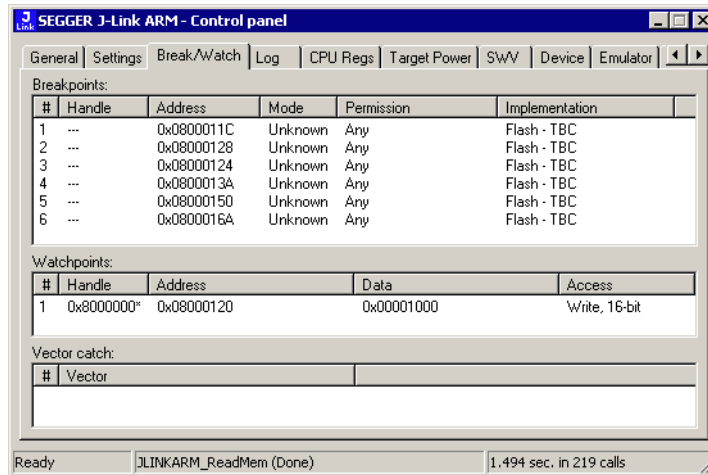 J Link SEGGER J-Link ARM - Control panel
General Settings Break/Watch Log CPU Regs Target Power SWV Device Emulator
Breakpoints:
# Handle Address Mode Permission Implementation
1 --- 0x0800011C Unknown Any Flash - TBC
2 --- 0x08000128 Unknown Any Flash - TBC
3 --- 0x08000124 Unknown Any Flash - TBC
4 --- 0x0800013A Unknown Any Flash - TBC
5 --- 0x08000150 Unknown Any Flash - TBC
6 --- 0x0800016A Unknown Any Flash - TBC
Watchpoints:
# Handle Address Data Access
1 0x8000000* 0x08000120 0x00001000 Write, 16-bit
Vector catch:
# Vector
Ready JLINKARM_ReadMem (Done) 1.494 sec. in 219 calls